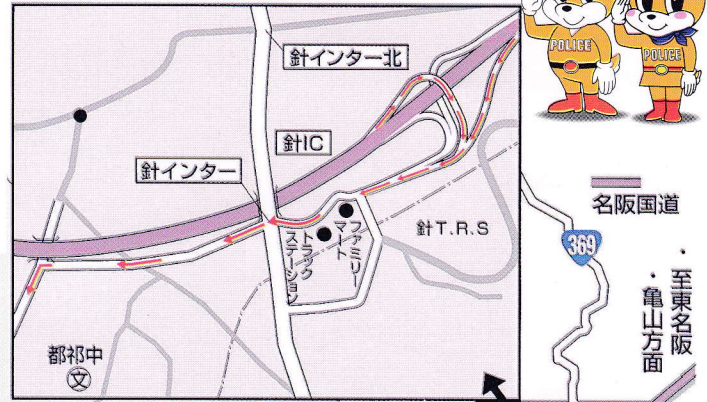 針インター北
針IC
針インター
ファミリーマート
トラックステーション
針T.R.S
都祁中
文
POLICE
POLICE
名阪国道
369
・至東名阪
・亀山方面